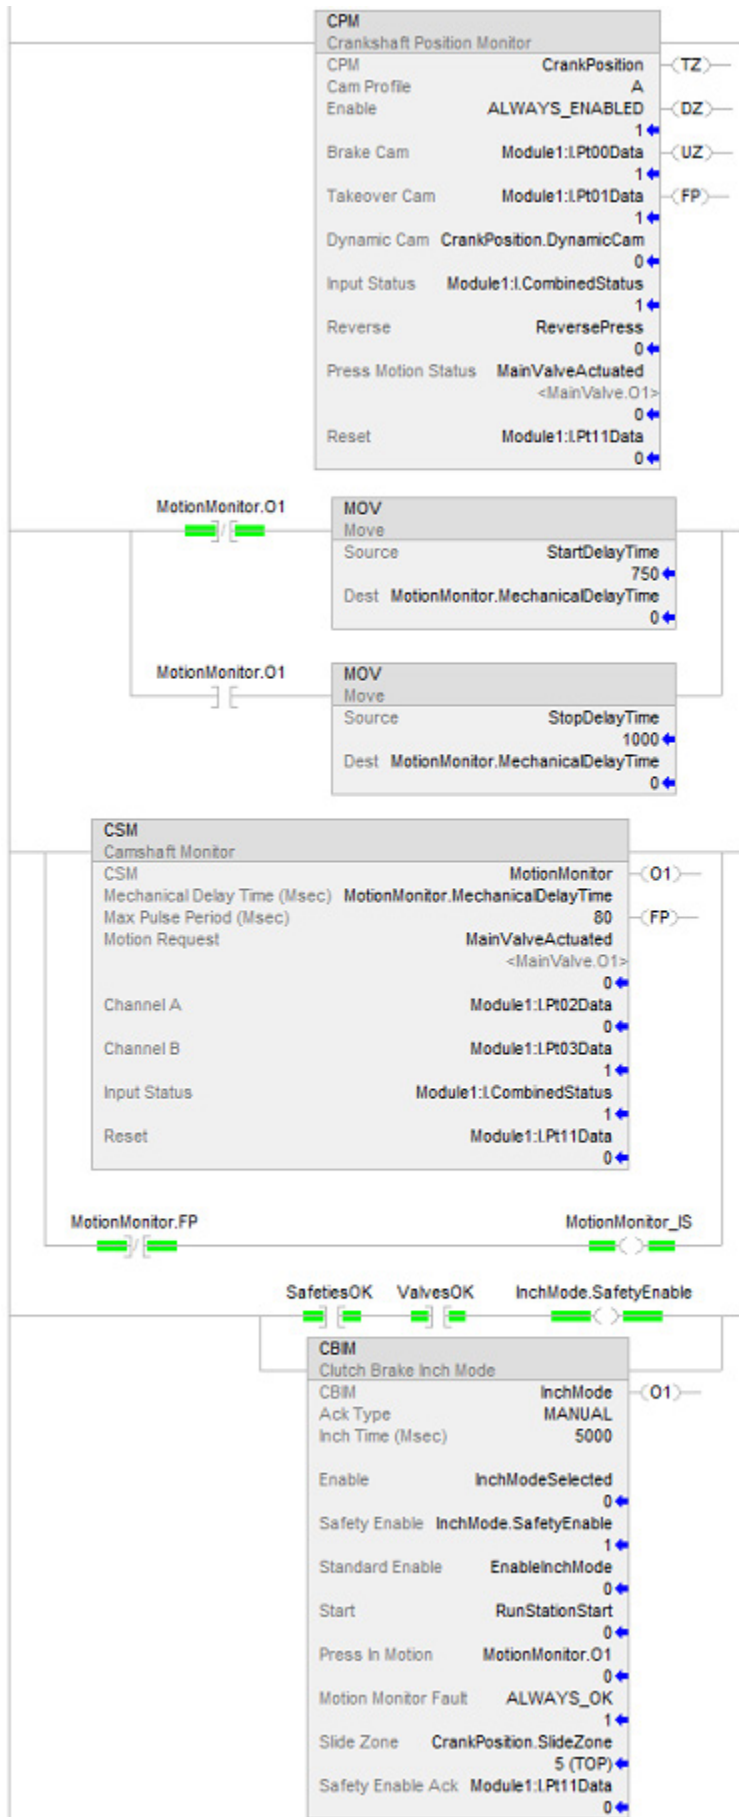 CPM
Crankshaft Position Monitor
CPM CrankPosition (TZ)
Cam Profile A
Enable ALWAYS_ENABLED (DZ)
1
Brake Cam Module1:I.Pt00Data (UZ)
1
Takeover Cam Module1:I.Pt01Data (FP)
1
Dynamic Cam CrankPosition.DynamicCam
0
Input Status Module1:I.CombinedStatus
1
Reverse ReversePress
0
Press Motion Status MainValveActuated
<MainValve.O1>
0
Reset Module1:I.Pt11Data
0
MotionMonitor.O1
MOV
Move
Source StartDelayTime
750
Dest MotionMonitor.MechanicalDelayTime
0
MotionMonitor.O1
MOV
Move
Source StopDelayTime
1000
Dest MotionMonitor.MechanicalDelayTime
0
CSM
Camshaft Monitor
CSM MotionMonitor (O1)
Mechanical Delay Time (Msec) MotionMonitor.MechanicalDelayTime
Max Pulse Period (Msec) 80 (FP)
Motion Request MainValveActuated
<MainValve.O1>
0
Channel A Module1:I.Pt02Data
0
Channel B Module1:I.Pt03Data
1
Input Status Module1:I.CombinedStatus
1
Reset Module1:I.Pt11Data
0
MotionMonitor.FP MotionMonitor_IS
SafetiesOK ValvesOK InchMode.SafetyEnable
CBIM
Clutch Brake Inch Mode
CBIM InchMode (O1)
Ack Type MANUAL
Inch Time (Msec) 5000
Enable InchModeSelected
0
Safety Enable InchMode.SafetyEnable
1
Standard Enable EnableInchMode
0
Start RunStationStart
0
Press In Motion MotionMonitor.O1
0
Motion Monitor Fault ALWAYS_OK
1
Slide Zone CrankPosition.SlideZone
5 (TOP)
Safety Enable Ack Module1:I.Pt11Data
0